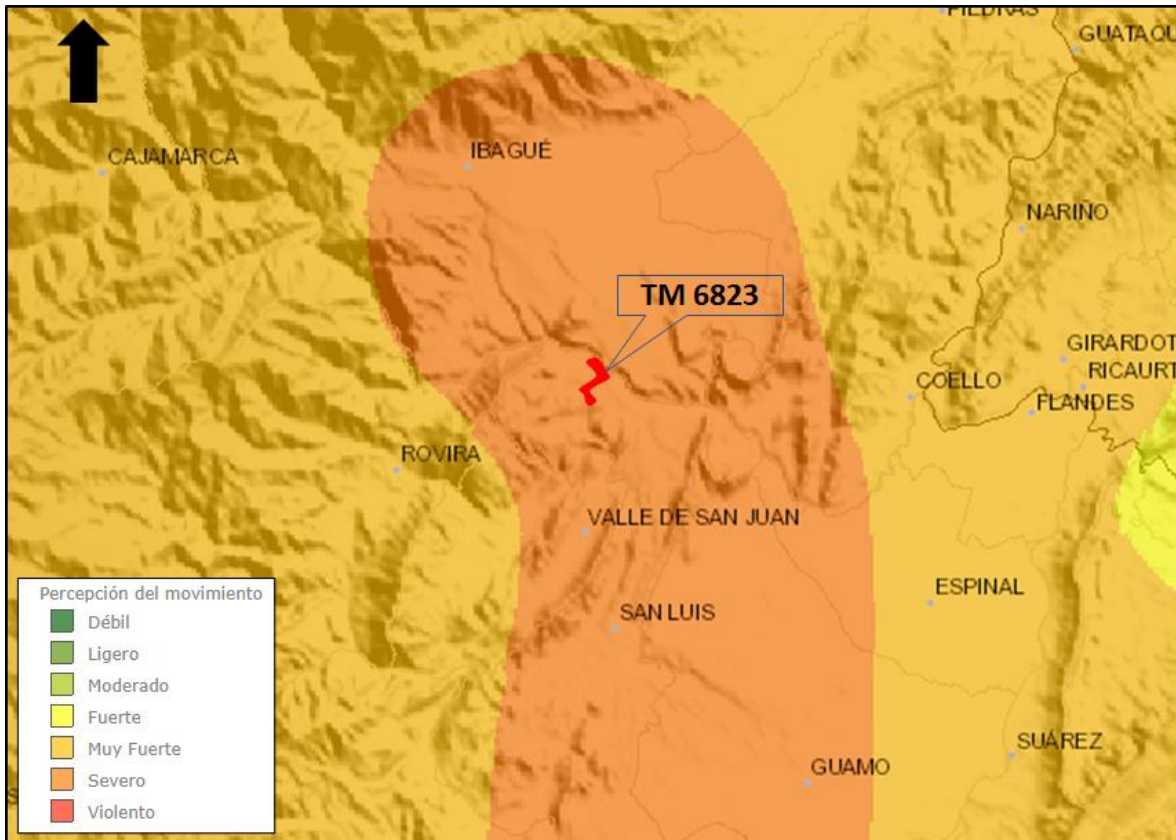 PIEDRAS
GUATAQU
CAJAMARCA
IBAGUÉ
NARIÑO
TM 6823
GIRARDOT
RICAURT
COELLO
FLANDES
ROVIRA
VALLE DE SAN JUAN
ESPINAL
SAN LUIS
SUÁREZ
GUAMO
Percepción del movimiento
Débil
Ligero
Moderado
Fuerte
Muy Fuerte
Severo
Violento